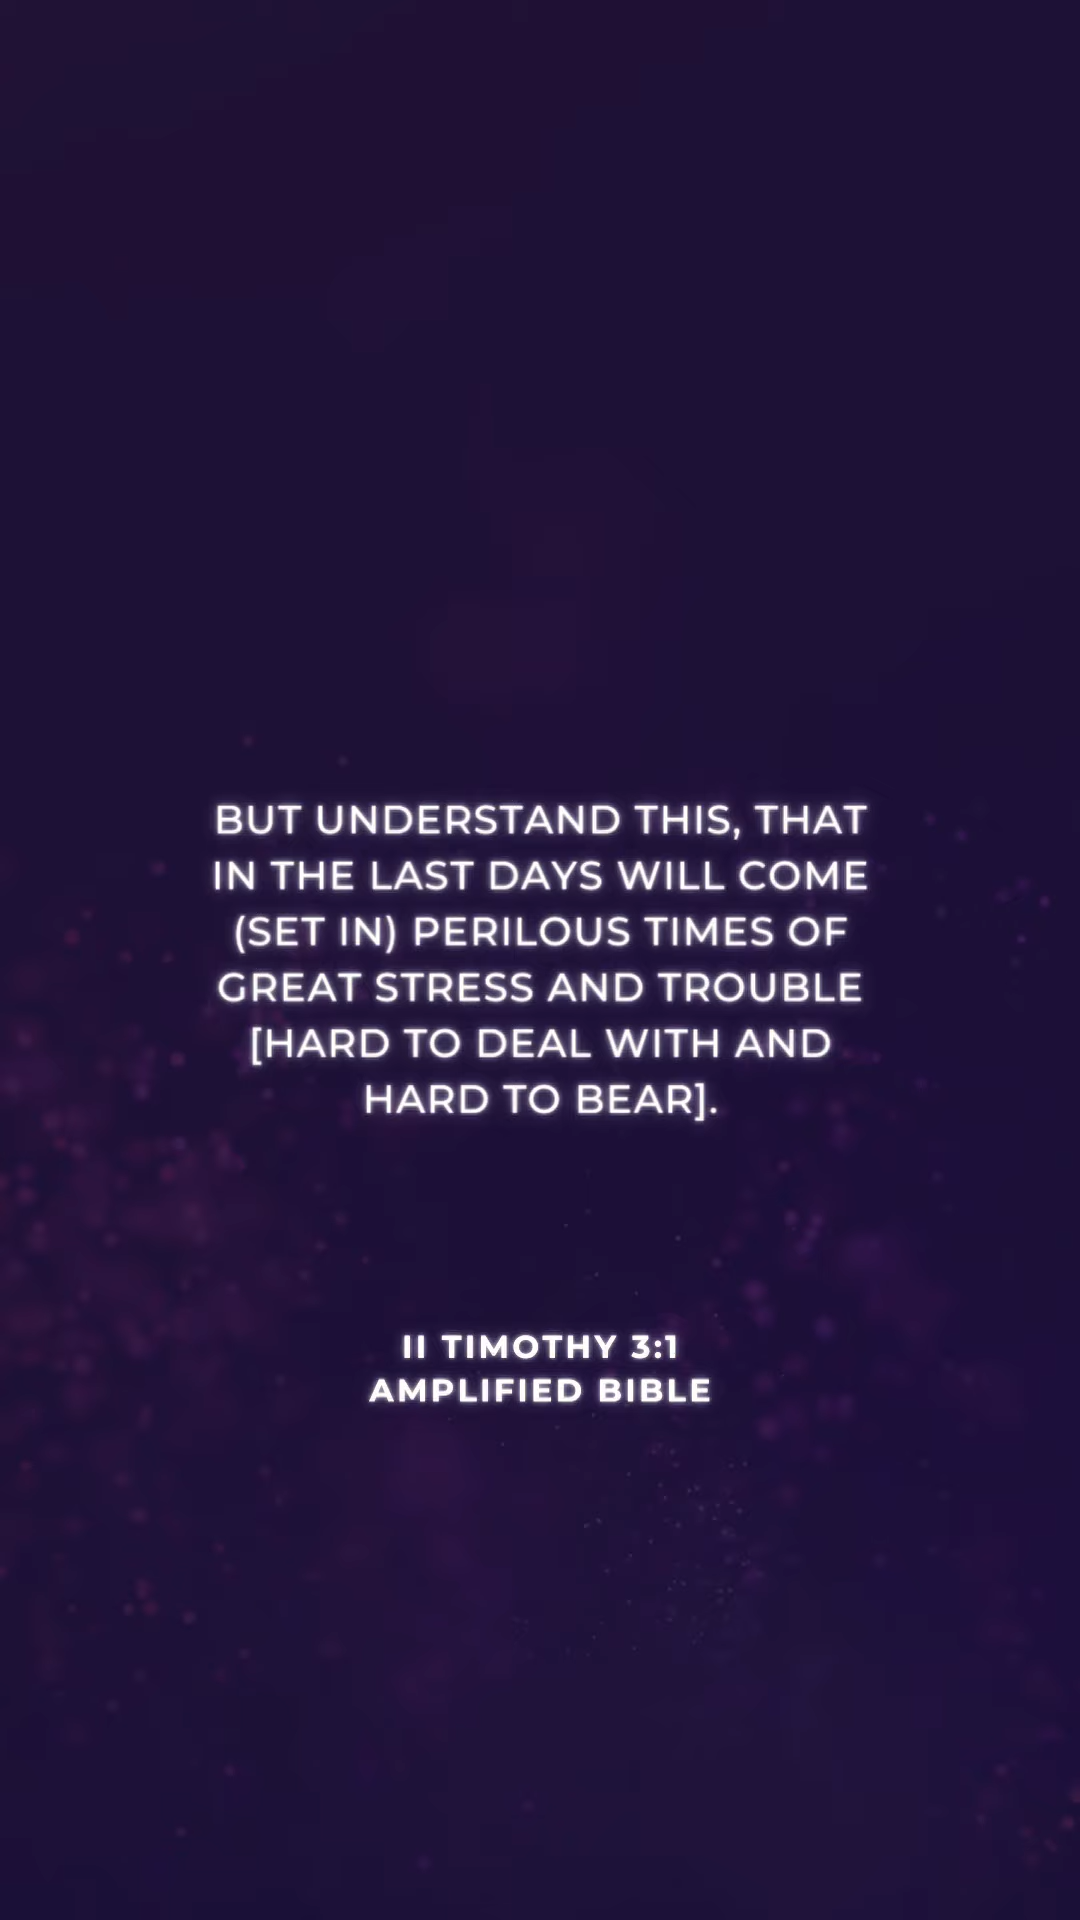 BUT UNDERSTAND THIS, THAT
IN THE LAST DAYS WILL COME
(SET IN) PERILOUS TIMES OF
GREAT STRESS AND TROUBLE
[HARD TO DEAL WITH AND
HARD TO BEAR].
II TIMOTHY 3:1
AMPLIFIED BIBLE